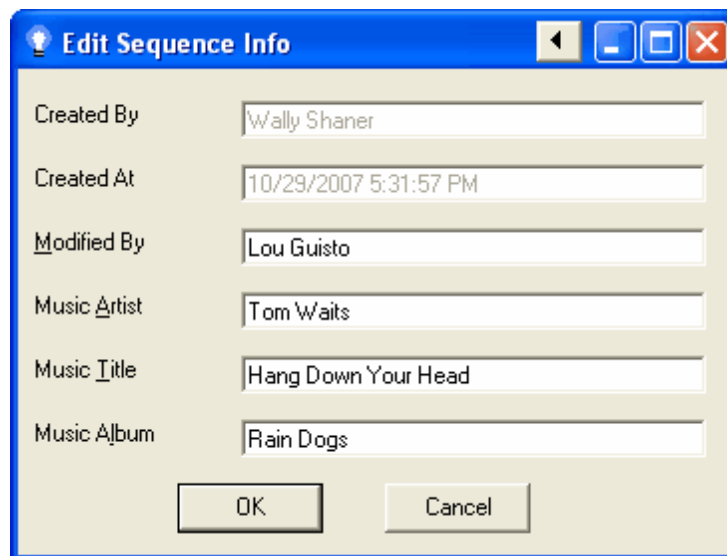 Edit Sequence Info
Created By Wally Shaner
Created At 10/29/2007 5:31:57 PM
Modified By Lou Guisto
Music Artist Tom Waits
Music Title Hang Down Your Head
Music Album Rain Dogs
OK Cancel